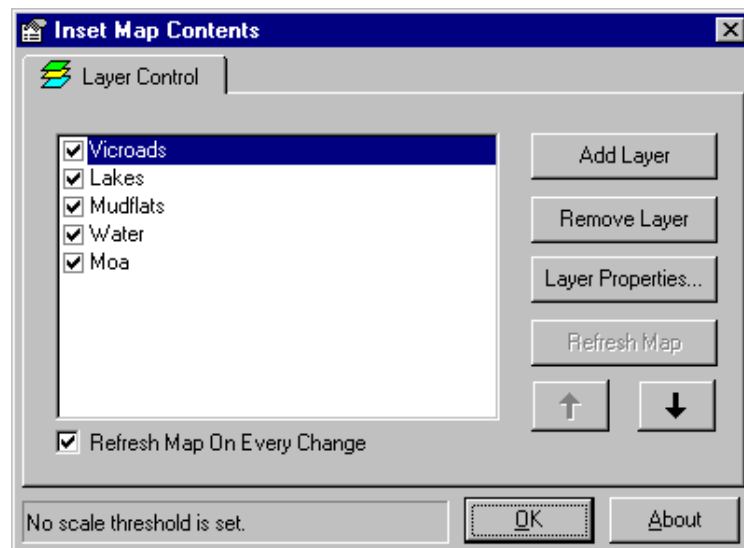 Inset Map Contents
Layer Control
Vicroads
Lakes
Mudflats
Water
Moa
Add Layer
Remove Layer
Layer Properties...
Refresh Map
Refresh Map On Every Change
No scale threshold is set.
OK
About